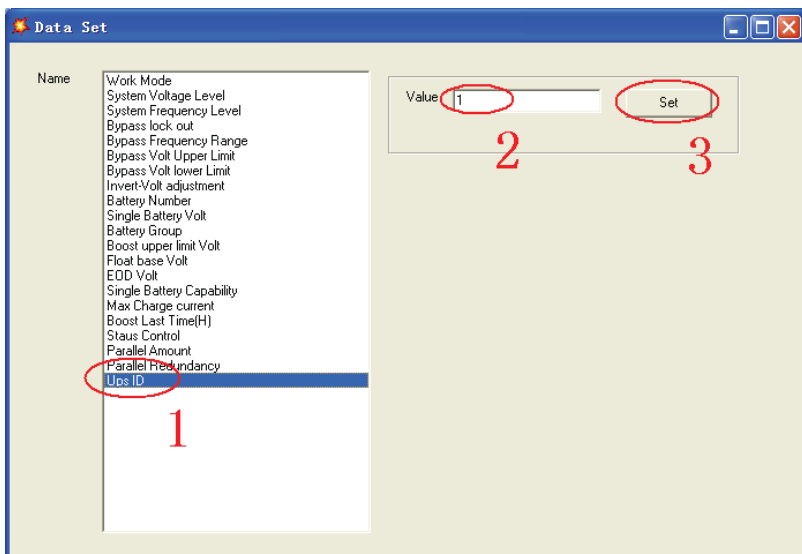 Data Set
Name
Work Mode
System Voltage Level
System Frequency Level
Bypass lock out
Bypass Frequency Range
Bypass Volt Upper Limit
Bypass Volt lower Limit
Invert-Volt adjustment
Battery Number
Single Battery Volt
Battery Group
Boost upper limit Volt
Float base Volt
EOD Volt
Single Battery Capability
Max Charge current
Boost Last Time(H)
Staus Control
Parallel Amount
Parallel Redundancy
Ups ID
1
Value 1 Set
2 3